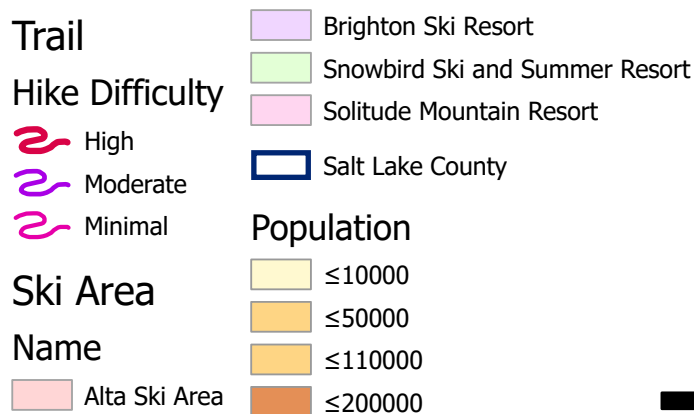 Trail
Hike Difficulty
High
Moderate
Minimal
Ski Area
Name
Alta Ski Area
Brighton Ski Resort
Snowbird Ski and Summer Resort
Solitude Mountain Resort
Salt Lake County
Population
≤10000
≤50000
≤110000
≤200000